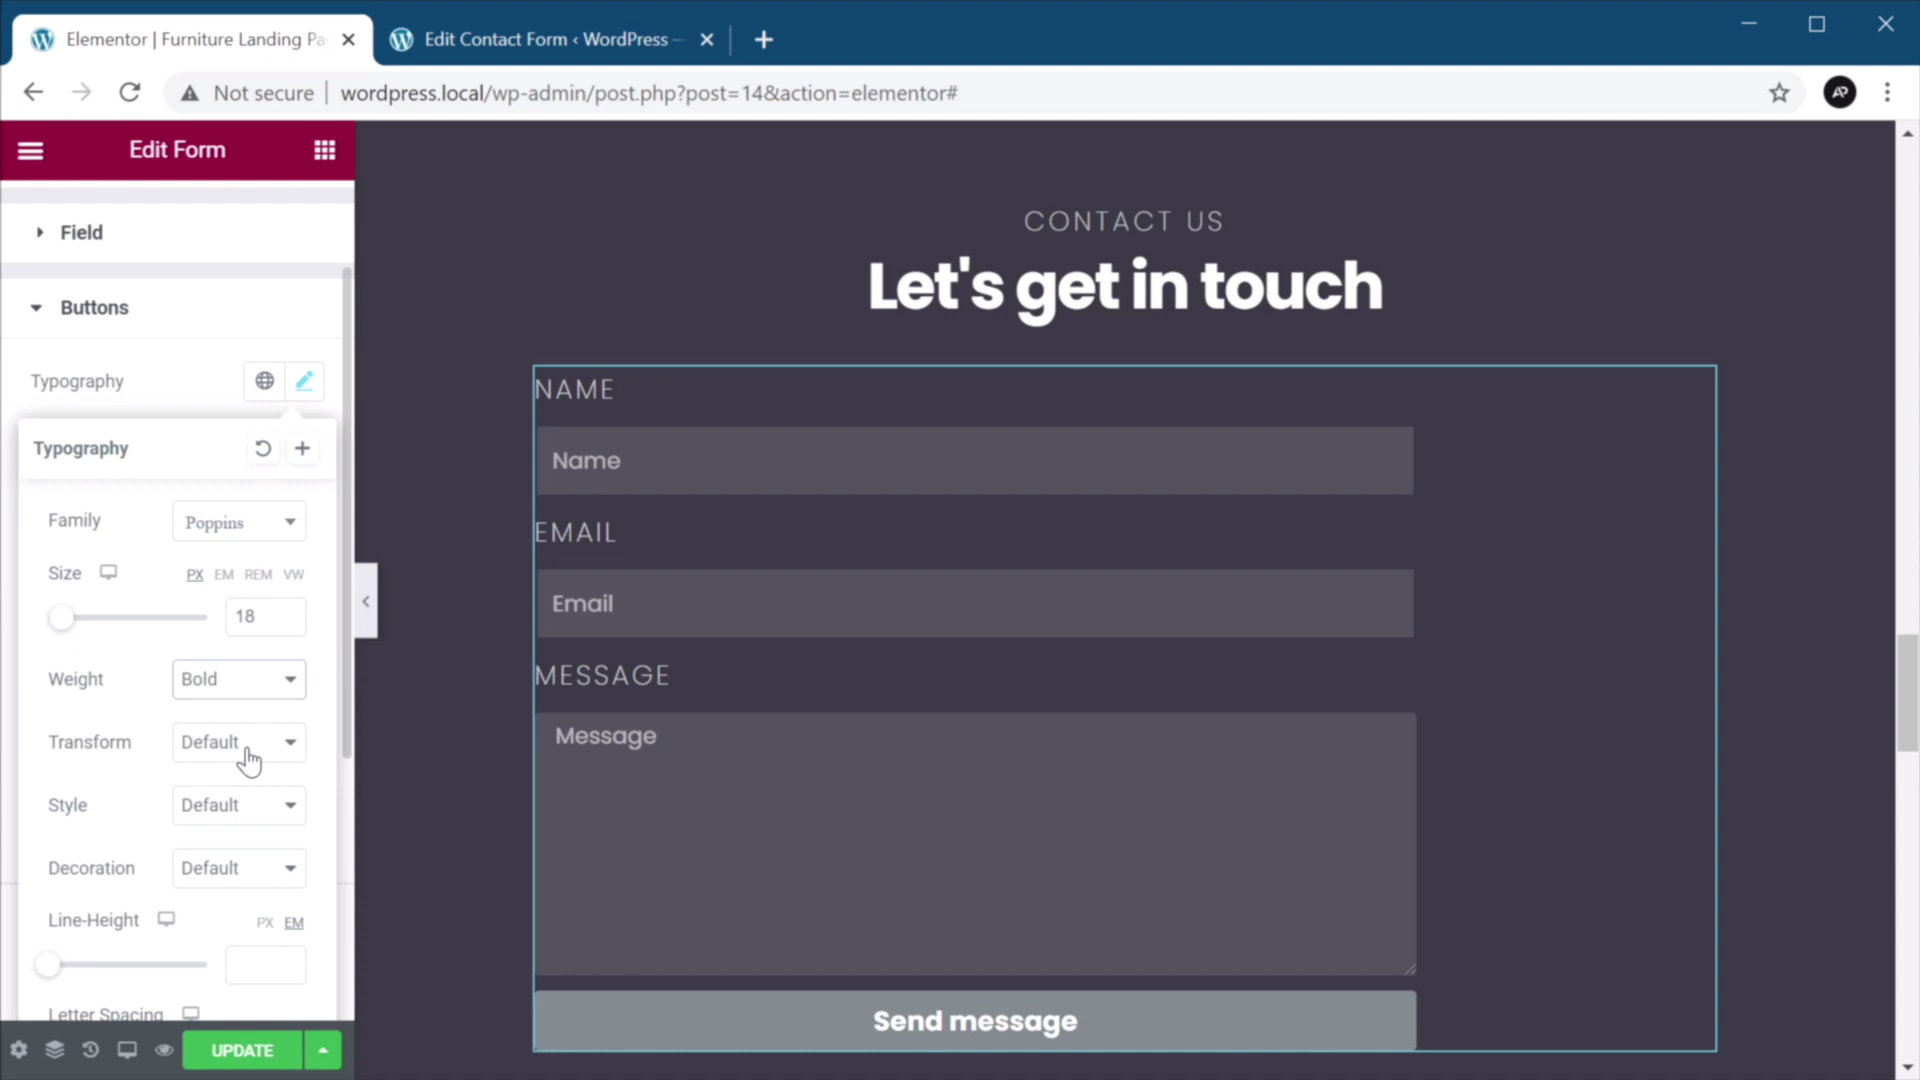 Elementor | Furniture Landing Pa
Edit Contact Form ‹ WordPress —
Not secure | wordpress.local/wp-admin/post.php?post=14&action=elementor#
AP
Edit Form
Field
Buttons
Typography
Typography
Family
Poppins
Size
PX EM REM VW
18
Weight
Bold
Transform
Default
Style
Default
Decoration
Default
Line-Height
PX EM
Letter Spacing
UPDATE
CONTACT US
Let's get in touch
NAME
Name
EMAIL
Email
MESSAGE
Message
Send message